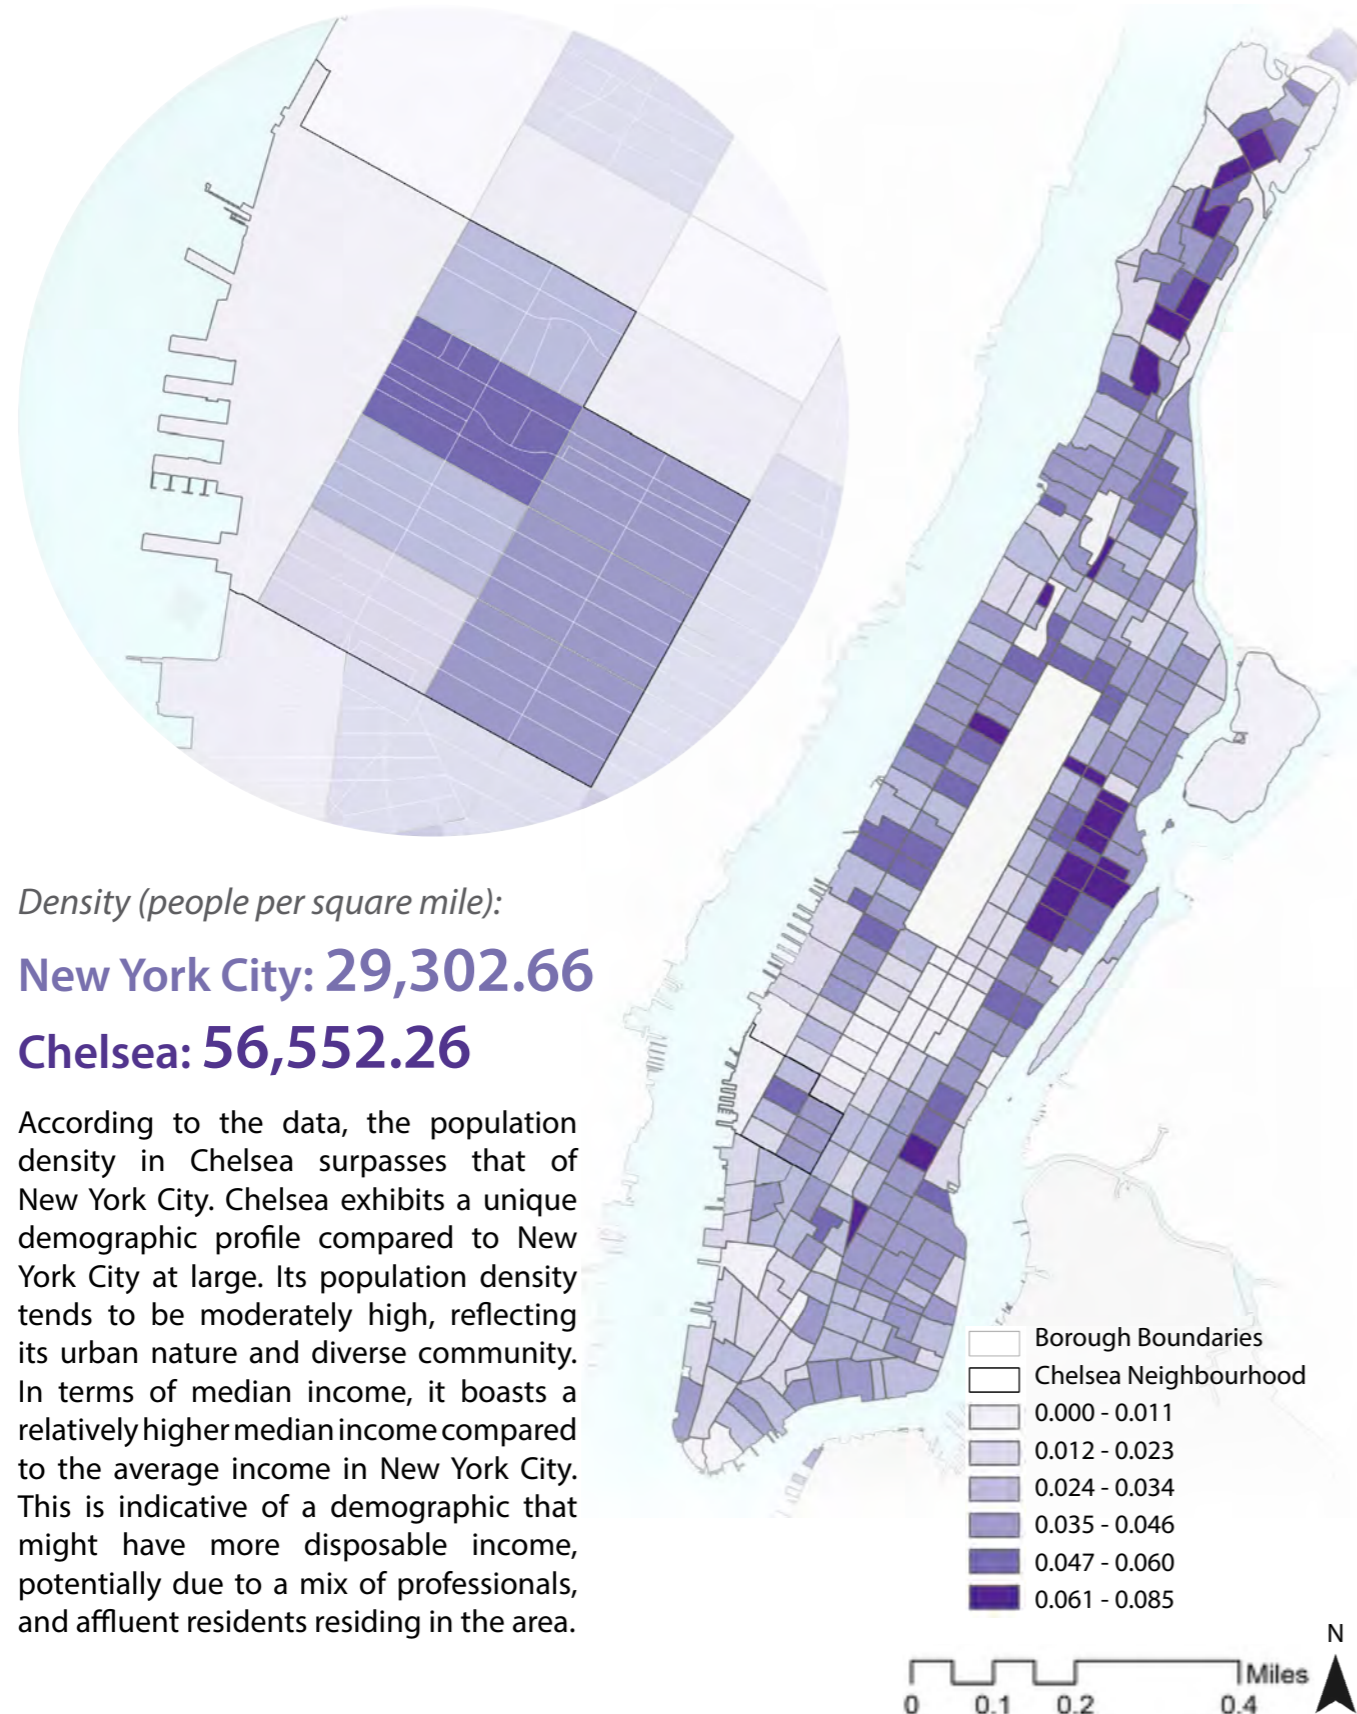 Density (people per square mile):
New York City: 29,302.66
Chelsea: 56,552.26
According to the data, the population
density in Chelsea surpasses that of
New York City. Chelsea exhibits a unique
demographic profile compared to New
York City at large. Its population density
tends to be moderately high, reflecting
its urban nature and diverse community.
In terms of median income, it boasts a
relatively higher median income compared
to the average income in New York City.
This is indicative of a demographic that
might have more disposable income,
potentially due to a mix of professionals,
and affluent residents residing in the area.
Borough Boundaries
Chelsea Neighbourhood
0.000 - 0.011
0.012 - 0.023
0.024 - 0.034
0.035 - 0.046
0.047 - 0.060
0.061 - 0.085
N
Miles
0 0.1 0.2 0.4